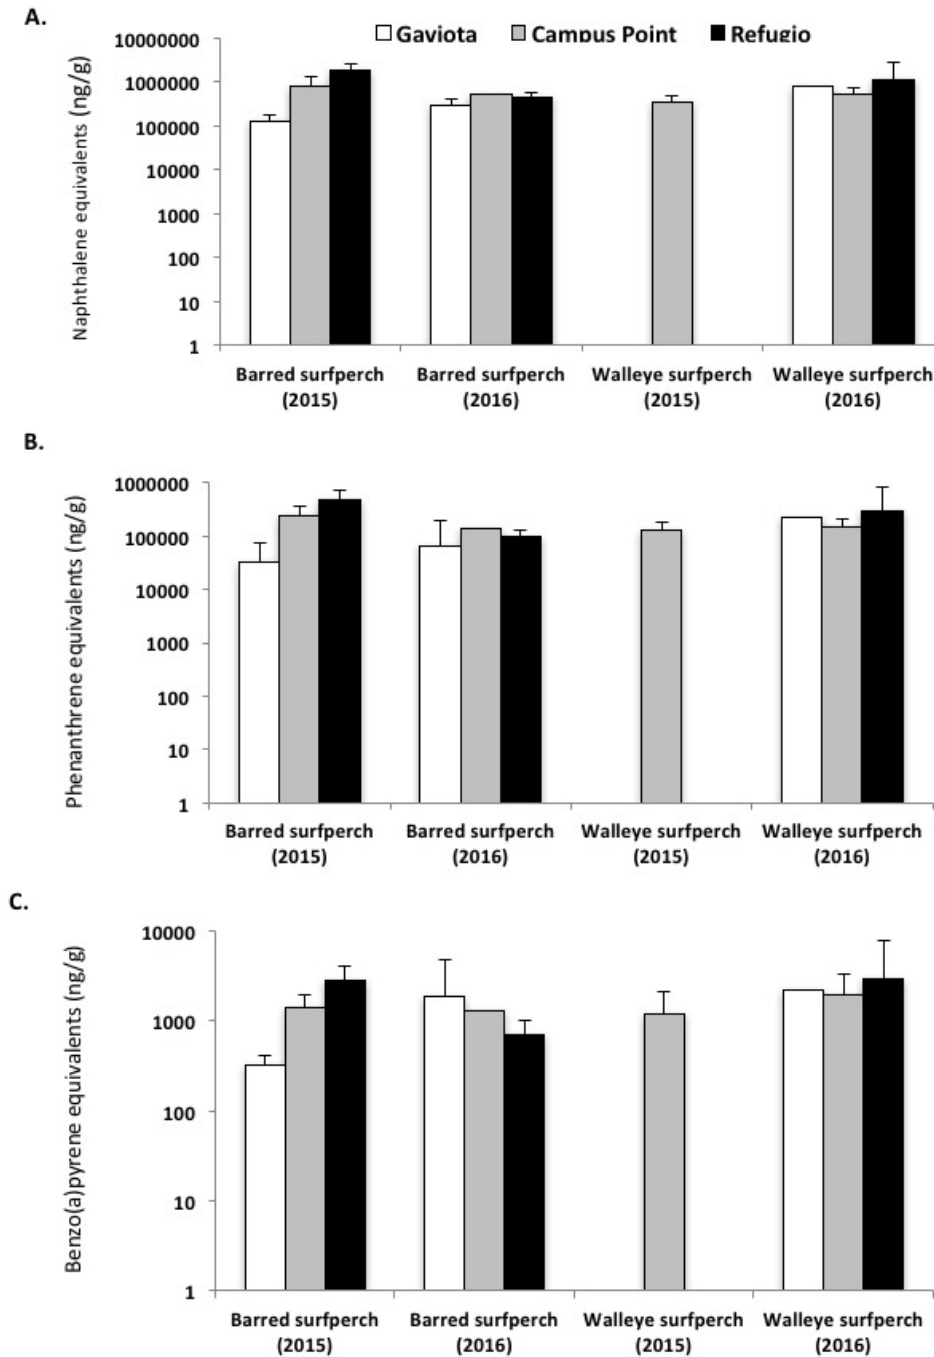 A.
Gaviota Campus Point Refugio
Naphthalene equivalents (ng/g)
10000000
1000000
100000
10000
1000
100
10
1
Barred surfperch Barred surfperch Walleye surfperch Walleye surfperch
(2015) (2016) (2015) (2016)
B.
Phenanthrene equivalents (ng/g)
1000000
100000
10000
1000
100
10
1
Barred surfperch Barred surfperch Walleye surfperch Walleye surfperch
(2015) (2016) (2015) (2016)
C.
Benzo(a)pyrene equivalents (ng/g)
10000
1000
100
10
1
Barred surfperch Barred surfperch Walleye surfperch Walleye surfperch
(2015) (2016) (2015) (2016)